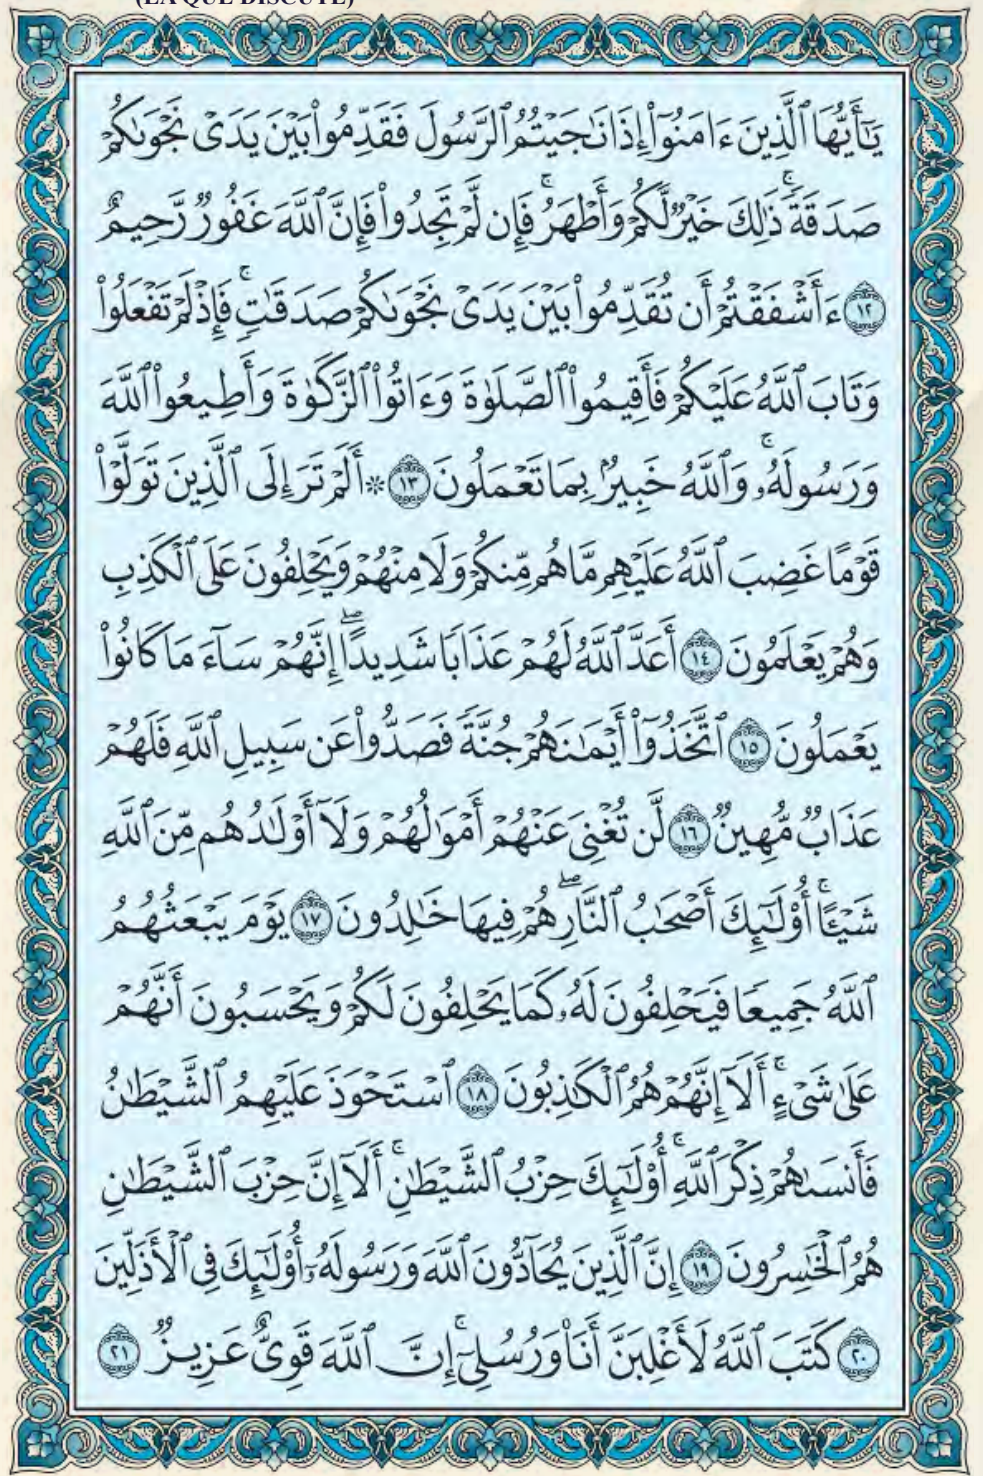 (LA QUE DISCUTE)
يَٰٓأَيُّهَا ٱلَّذِينَ ءَامَنُوٓا۟ إِذَا نَٰجَيْتُمُ ٱلرَّسُولَ فَقَدِّمُوا۟ بَيْنَ يَدَىْ نَجْوَىٰكُمْ
صَدَقَةً ۚ ذَٰلِكَ خَيْرٌ لَّكُمْ وَأَطْهَرُ ۚ فَإِن لَّمْ تَجِدُوا۟ فَإِنَّ ٱللَّهَ غَفُورٌ رَّحِيمٌ
١٢ ءَأَشْفَقْتُمْ أَن تُقَدِّمُوا۟ بَيْنَ يَدَىْ نَجْوَىٰكُمْ صَدَقَٰتٍ ۚ فَإِذْ لَمْ تَفْعَلُوا۟
وَتَابَ ٱللَّهُ عَلَيْكُمْ فَأَقِيمُوا۟ ٱلصَّلَوٰةَ وَءَاتُوا۟ ٱلزَّكَوٰةَ وَأَطِيعُوا۟ ٱللَّهَ
وَرَسُولَهُۥ ۚ وَٱللَّهُ خَبِيرٌۢ بِمَا تَعْمَلُونَ ١٣ ۞ أَلَمْ تَرَ إِلَى ٱلَّذِينَ تَوَلَّوْا۟
قَوْمًا غَضِبَ ٱللَّهُ عَلَيْهِم مَّا هُم مِّنكُمْ وَلَا مِنْهُمْ وَيَحْلِفُونَ عَلَى ٱلْكَذِبِ
وَهُمْ يَعْلَمُونَ ١٤ أَعَدَّ ٱللَّهُ لَهُمْ عَذَابًا شَدِيدًا ۖ إِنَّهُمْ سَآءَ مَا كَانُوا۟
يَعْمَلُونَ ١٥ ٱتَّخَذُوٓا۟ أَيْمَٰنَهُمْ جُنَّةً فَصَدُّوا۟ عَن سَبِيلِ ٱللَّهِ فَلَهُمْ
عَذَابٌ مُّهِينٌ ١٦ لَّن تُغْنِىَ عَنْهُمْ أَمْوَٰلُهُمْ وَلَآ أَوْلَٰدُهُم مِّنَ ٱللَّهِ
شَيْـًٔا ۚ أُو۟لَٰٓئِكَ أَصْحَٰبُ ٱلنَّارِ ۖ هُمْ فِيهَا خَٰلِدُونَ ١٧ يَوْمَ يَبْعَثُهُمُ
ٱللَّهُ جَمِيعًا فَيَحْلِفُونَ لَهُۥ كَمَا يَحْلِفُونَ لَكُمْ وَيَحْسَبُونَ أَنَّهُمْ
عَلَىٰ شَىْءٍ ۚ أَلَآ إِنَّهُمْ هُمُ ٱلْكَٰذِبُونَ ١٨ ٱسْتَحْوَذَ عَلَيْهِمُ ٱلشَّيْطَٰنُ
فَأَنسَىٰهُمْ ذِكْرَ ٱللَّهِ ۚ أُو۟لَٰٓئِكَ حِزْبُ ٱلشَّيْطَٰنِ ۚ أَلَآ إِنَّ حِزْبَ ٱلشَّيْطَٰنِ
هُمُ ٱلْخَٰسِرُونَ ١٩ إِنَّ ٱلَّذِينَ يُحَآدُّونَ ٱللَّهَ وَرَسُولَهُۥٓ أُو۟لَٰٓئِكَ فِى ٱلْأَذَلِّينَ
٢٠ كَتَبَ ٱللَّهُ لَأَغْلِبَنَّ أَنَا۠ وَرُسُلِىٓ ۚ إِنَّ ٱللَّهَ قَوِىٌّ عَزِيزٌ ٢١